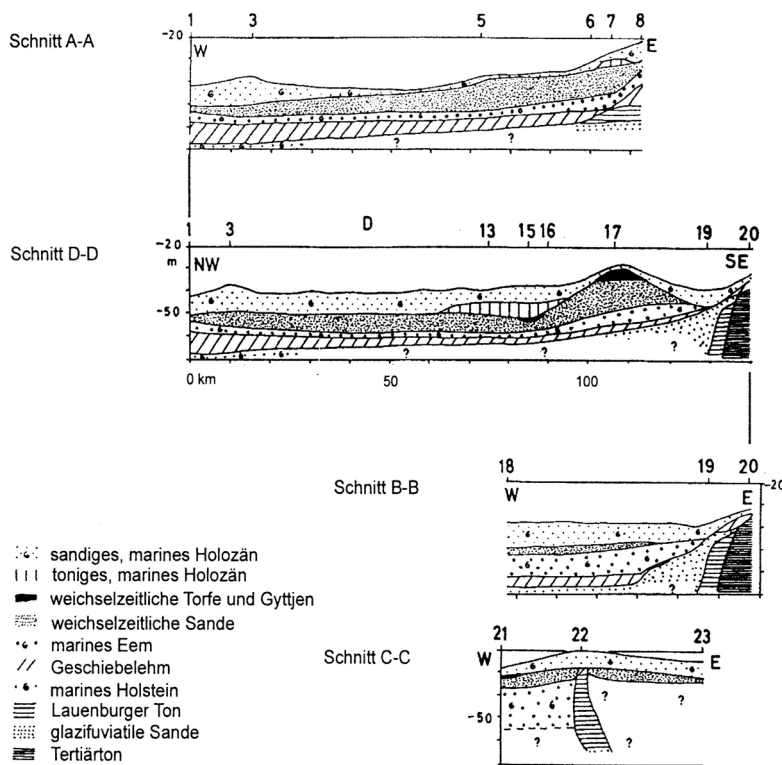 1 3 5 6 7 8
Schnitt A-A
-20
W E
? ?
1 3 D 13 15 16 17 19 20
Schnitt D-D
-20
m
NW SE
-50
? ? ?
0 km 50 100
18 19 20
Schnitt B-B
-20
W E
?
sandiges, marines Holozän
toniges, marines Holozän
weichselzeitliche Torfe und Gyttjen
weichselzeitliche Sande
marines Eem
Geschiebelehm
marines Holstein
Lauenburger Ton
glazifuviatile Sande
Tertiärton
21 22 23
Schnitt C-C
W E
? ?
-50
? ? ?